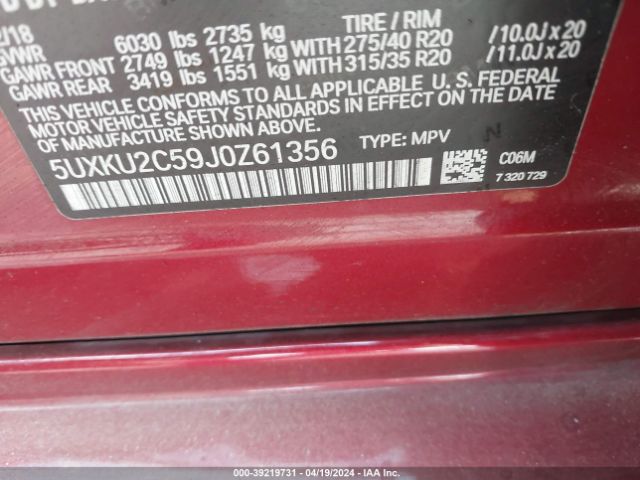 /18
GVWR 6030 lbs 2735 kg TIRE / RIM
GAWR FRONT 2749 lbs 1247 kg WITH 275/40 R20 /10.0J x 20
GAWR REAR 3419 lbs 1551 kg WITH 315/35 R20 /11.0J x 20
THIS VEHICLE CONFORMS TO ALL APPLICABLE U. S. FEDERAL
MOTOR VEHICLE SAFETY STANDARDS IN EFFECT ON THE DATE
OF MANUFACTURE SHOWN ABOVE.
5UXKU2C59J0Z61356 TYPE: MPV
C06M
7 320 729
000-39219731 - 04/19/2024 - IAA Inc.